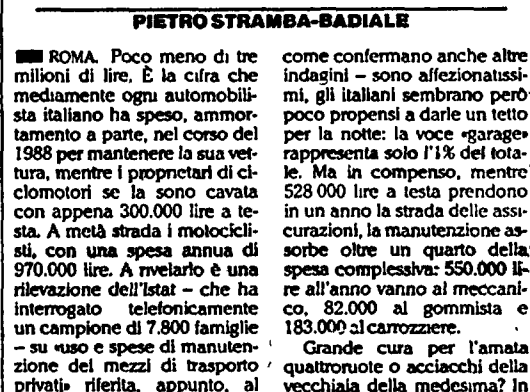 PIETRO STRAMBA-BADIALE
ROMA. Poco meno di tre
milioni di lire. È la cifra che
mediamente ogni automobili-
sta italiano ha speso, ammor-
tamento a parte, nel corso del
1988 per mantenere la sua vet-
tura, mentre i proprietari di ci-
clomotori se la sono cavata
con appena 300.000 lire a te-
sta. A metà strada i motocicli-
sti, con una spesa annua di
970.000 lire. A rivelarlo è una
rilevazione dell'Istat – che ha
interrogato telefonicamente
un campione di 7.800 famiglie
– su «uso e spese di manuten-
zione dei mezzi di trasporto
privati» riferita, appunto, al
come confermano anche altre
indagini – sono affezionatissi-
mi, gli italiani sembrano però
poco propensi a darle un tetto
per la notte: la voce «garage»
rappresenta solo l'1% del tota-
le. Ma in compenso, mentre
528 000 lire a testa prendono
in un anno la strada delle assi-
curazioni, la manutenzione as-
sorbe oltre un quarto della
spesa complessiva: 550.000 li-
re all'anno vanno al meccani-
co, 82.000 al gommista e
183.000 al carrozziere.
Grande cura per l'amata
quattroruote o acciacchi della
vecchiaia della medesima? In